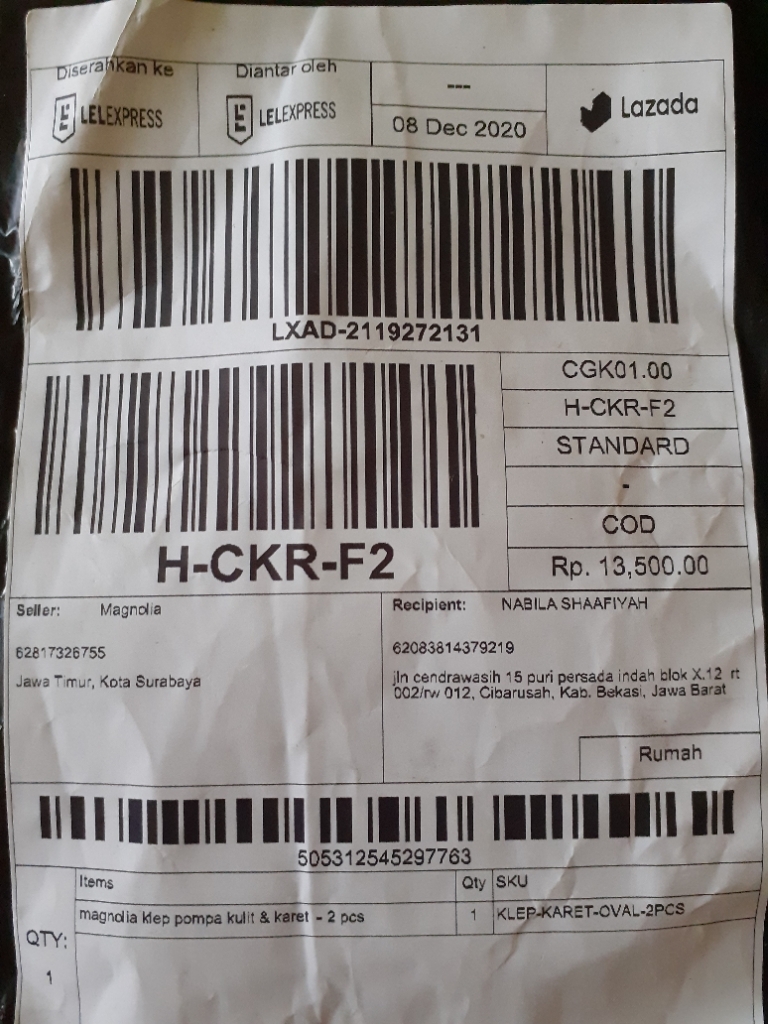 Diserahkan ke
LELEXPRESS
Diantar oleh
LELEXPRESS
---
08 Dec 2020
Lazada
LXAD-2119272131
H-CKR-F2
CGK01.00
H-CKR-F2
STANDARD
-
COD
Rp. 13,500.00
Seller: Magnolia
62817326755
Jawa Timur, Kota Surabaya
Recipient: NABILA SHAAFIYAH
62083814379219
jln cendrawasih 15 puri persada indah blok X.12 rt
002/rw 012, Cibarusah, Kab. Bekasi, Jawa Barat
Rumah
505312545297763
Items Qty SKU
magnolia klep pompa kulit & karet - 2 pcs 1 KLEP-KARET-OVAL-2PCS
QTY:
1